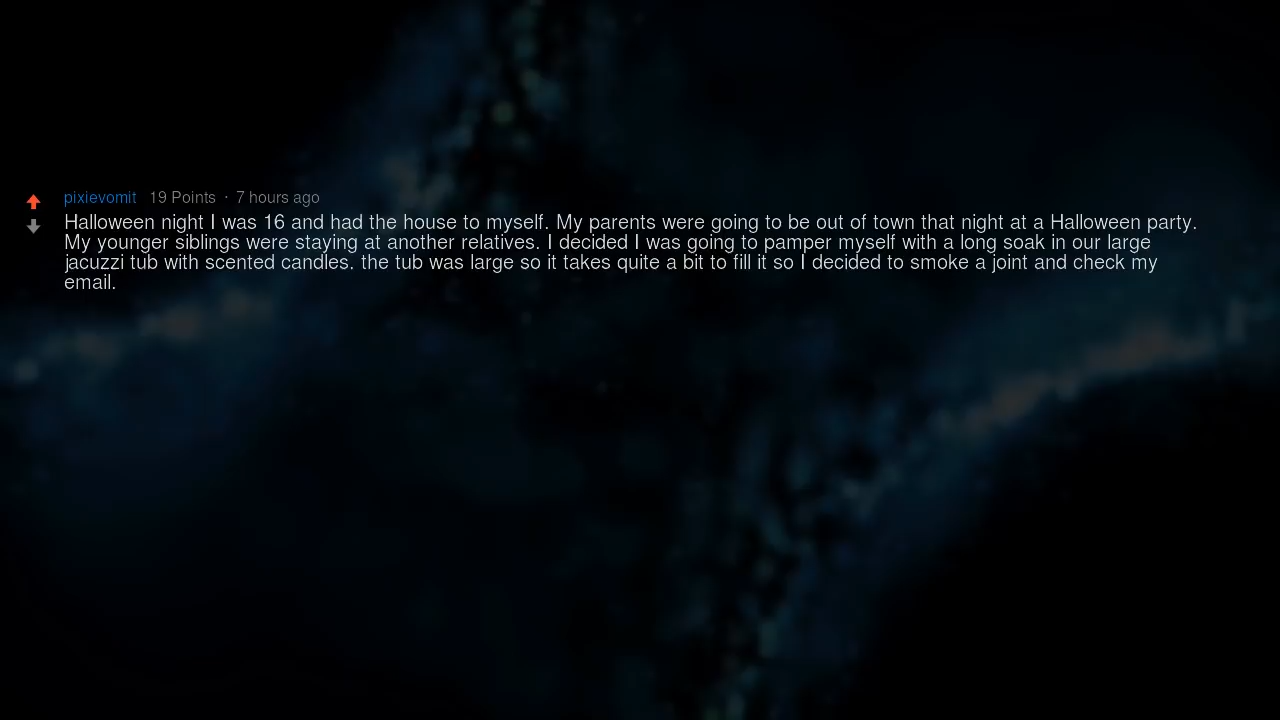 pixievomit 19 Points · 7 hours ago
Halloween night I was 16 and had the house to myself. My parents were going to be out of town that night at a Halloween party.
My younger siblings were staying at another relatives. I decided I was going to pamper myself with a long soak in our large
jacuzzi tub with scented candles. the tub was large so it takes quite a bit to fill it so I decided to smoke a joint and check my
email.